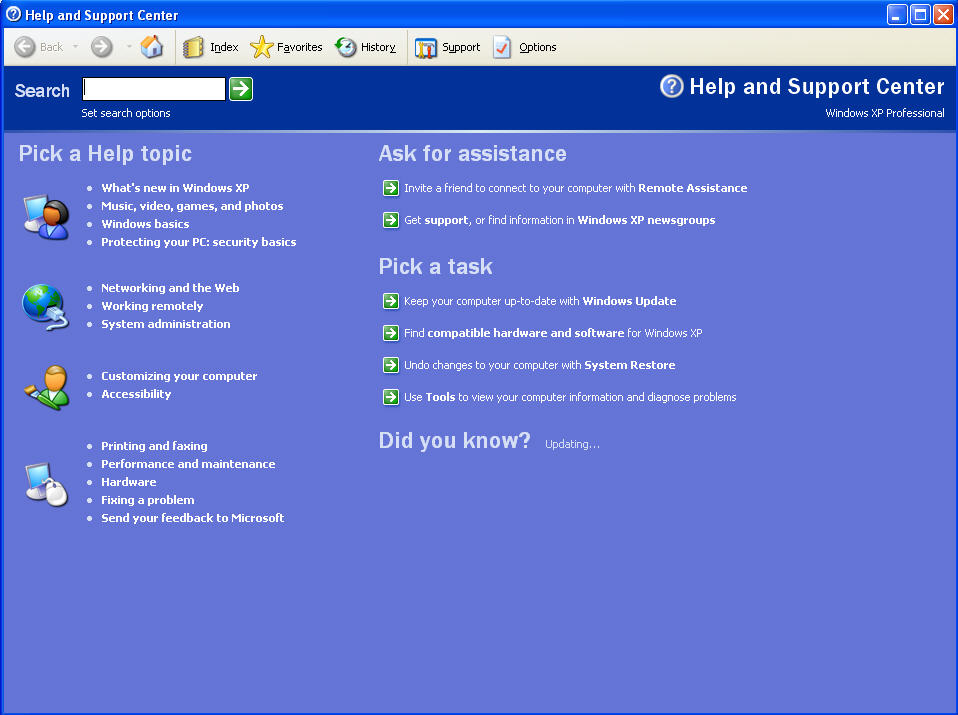 Help and Support Center
Back
Index
Favorites
History
Support
Options
Search
Set search options
Help and Support Center
Windows XP Professional
Pick a Help topic
What's new in Windows XP
Music, video, games, and photos
Windows basics
Protecting your PC: security basics
Networking and the Web
Working remotely
System administration
Customizing your computer
Accessibility
Printing and faxing
Performance and maintenance
Hardware
Fixing a problem
Send your feedback to Microsoft
Ask for assistance
Invite a friend to connect to your computer with Remote Assistance
Get support, or find information in Windows XP newsgroups
Pick a task
Keep your computer up-to-date with Windows Update
Find compatible hardware and software for Windows XP
Undo changes to your computer with System Restore
Use Tools to view your computer information and diagnose problems
Did you know? Updating...